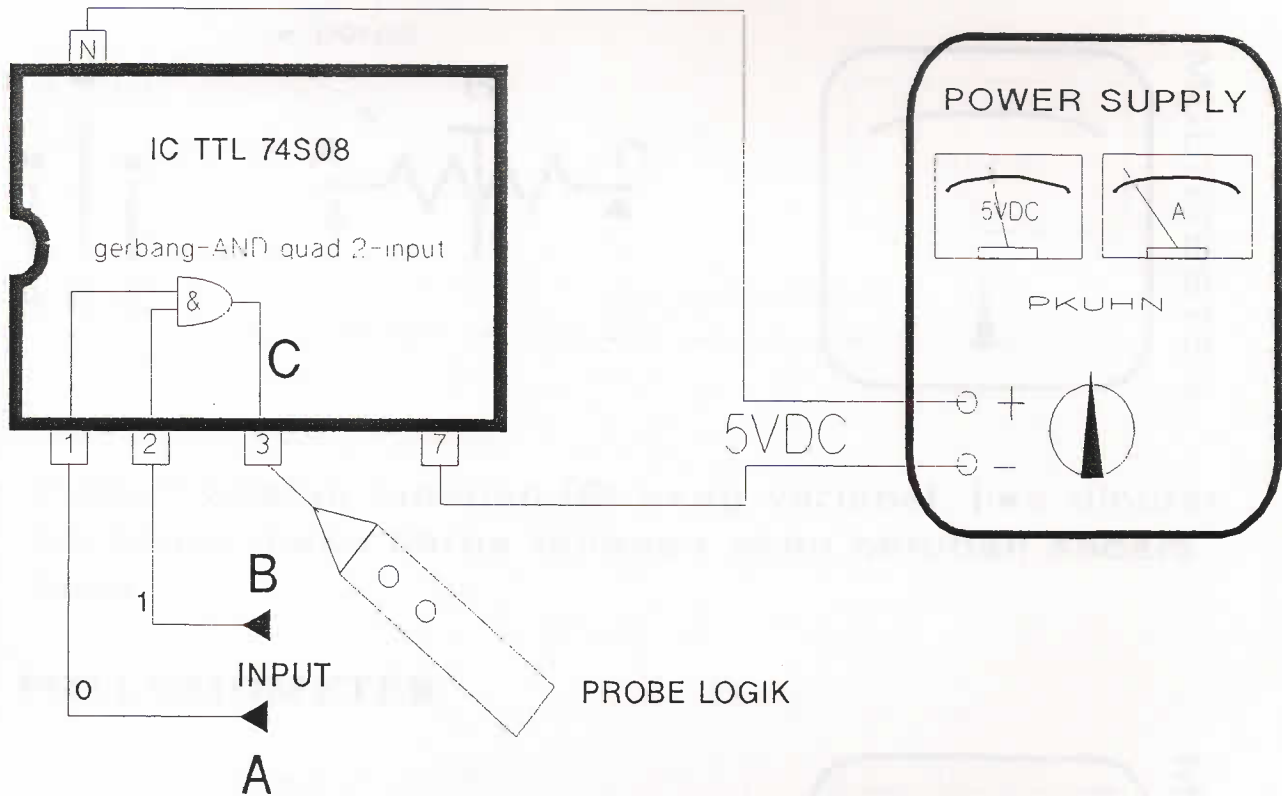 N
IC TTL 74S08
gerbang-AND quad 2-input
&
C
1 2 3 7
POWER SUPPLY
5VDC A
PKUHN
+
-
5VDC
B
1
INPUT
0
A
PROBE LOGIK